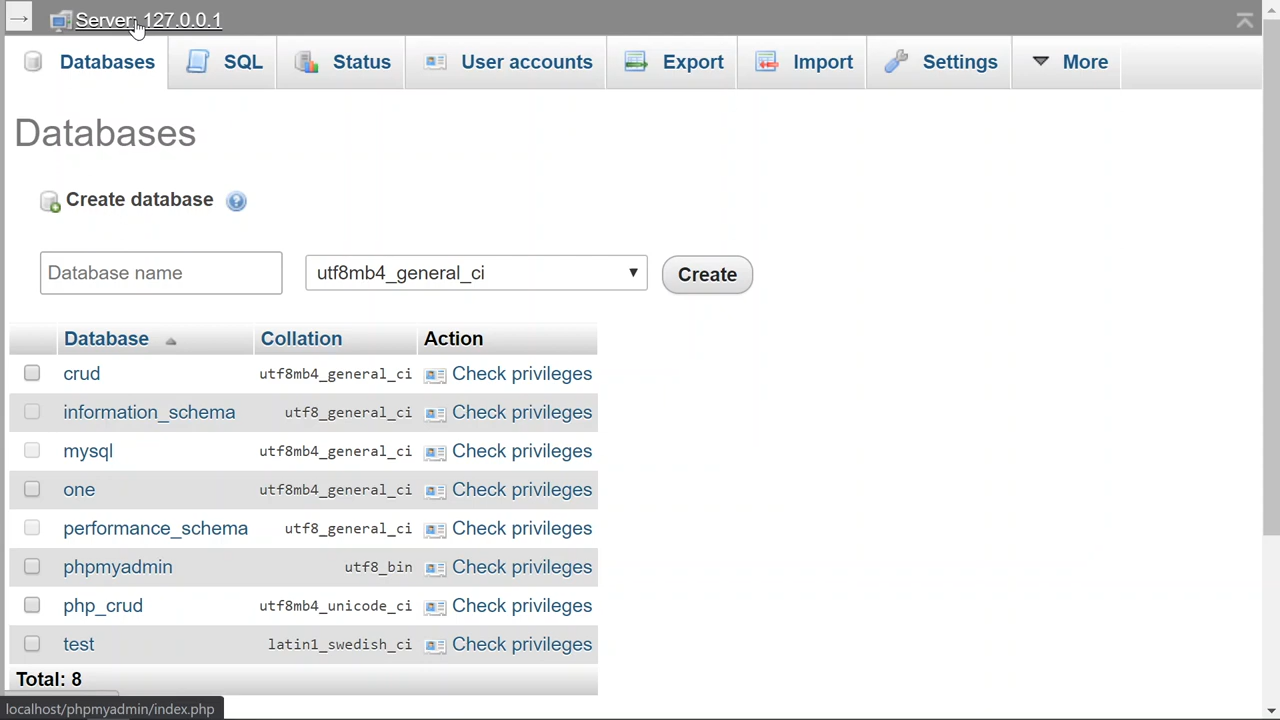 Server: 127.0.0.1
Databases SQL Status User accounts Export Import Settings More
Databases
Create database
Database name utf8mb4_general_ci Create
Database Collation Action
crud utf8mb4_general_ci Check privileges
information_schema utf8_general_ci Check privileges
mysql utf8mb4_general_ci Check privileges
one utf8mb4_general_ci Check privileges
performance_schema utf8_general_ci Check privileges
phpmyadmin utf8_bin Check privileges
php_crud utf8mb4_unicode_ci Check privileges
test latin1_swedish_ci Check privileges
Total: 8
localhost/phpmyadmin/index.php